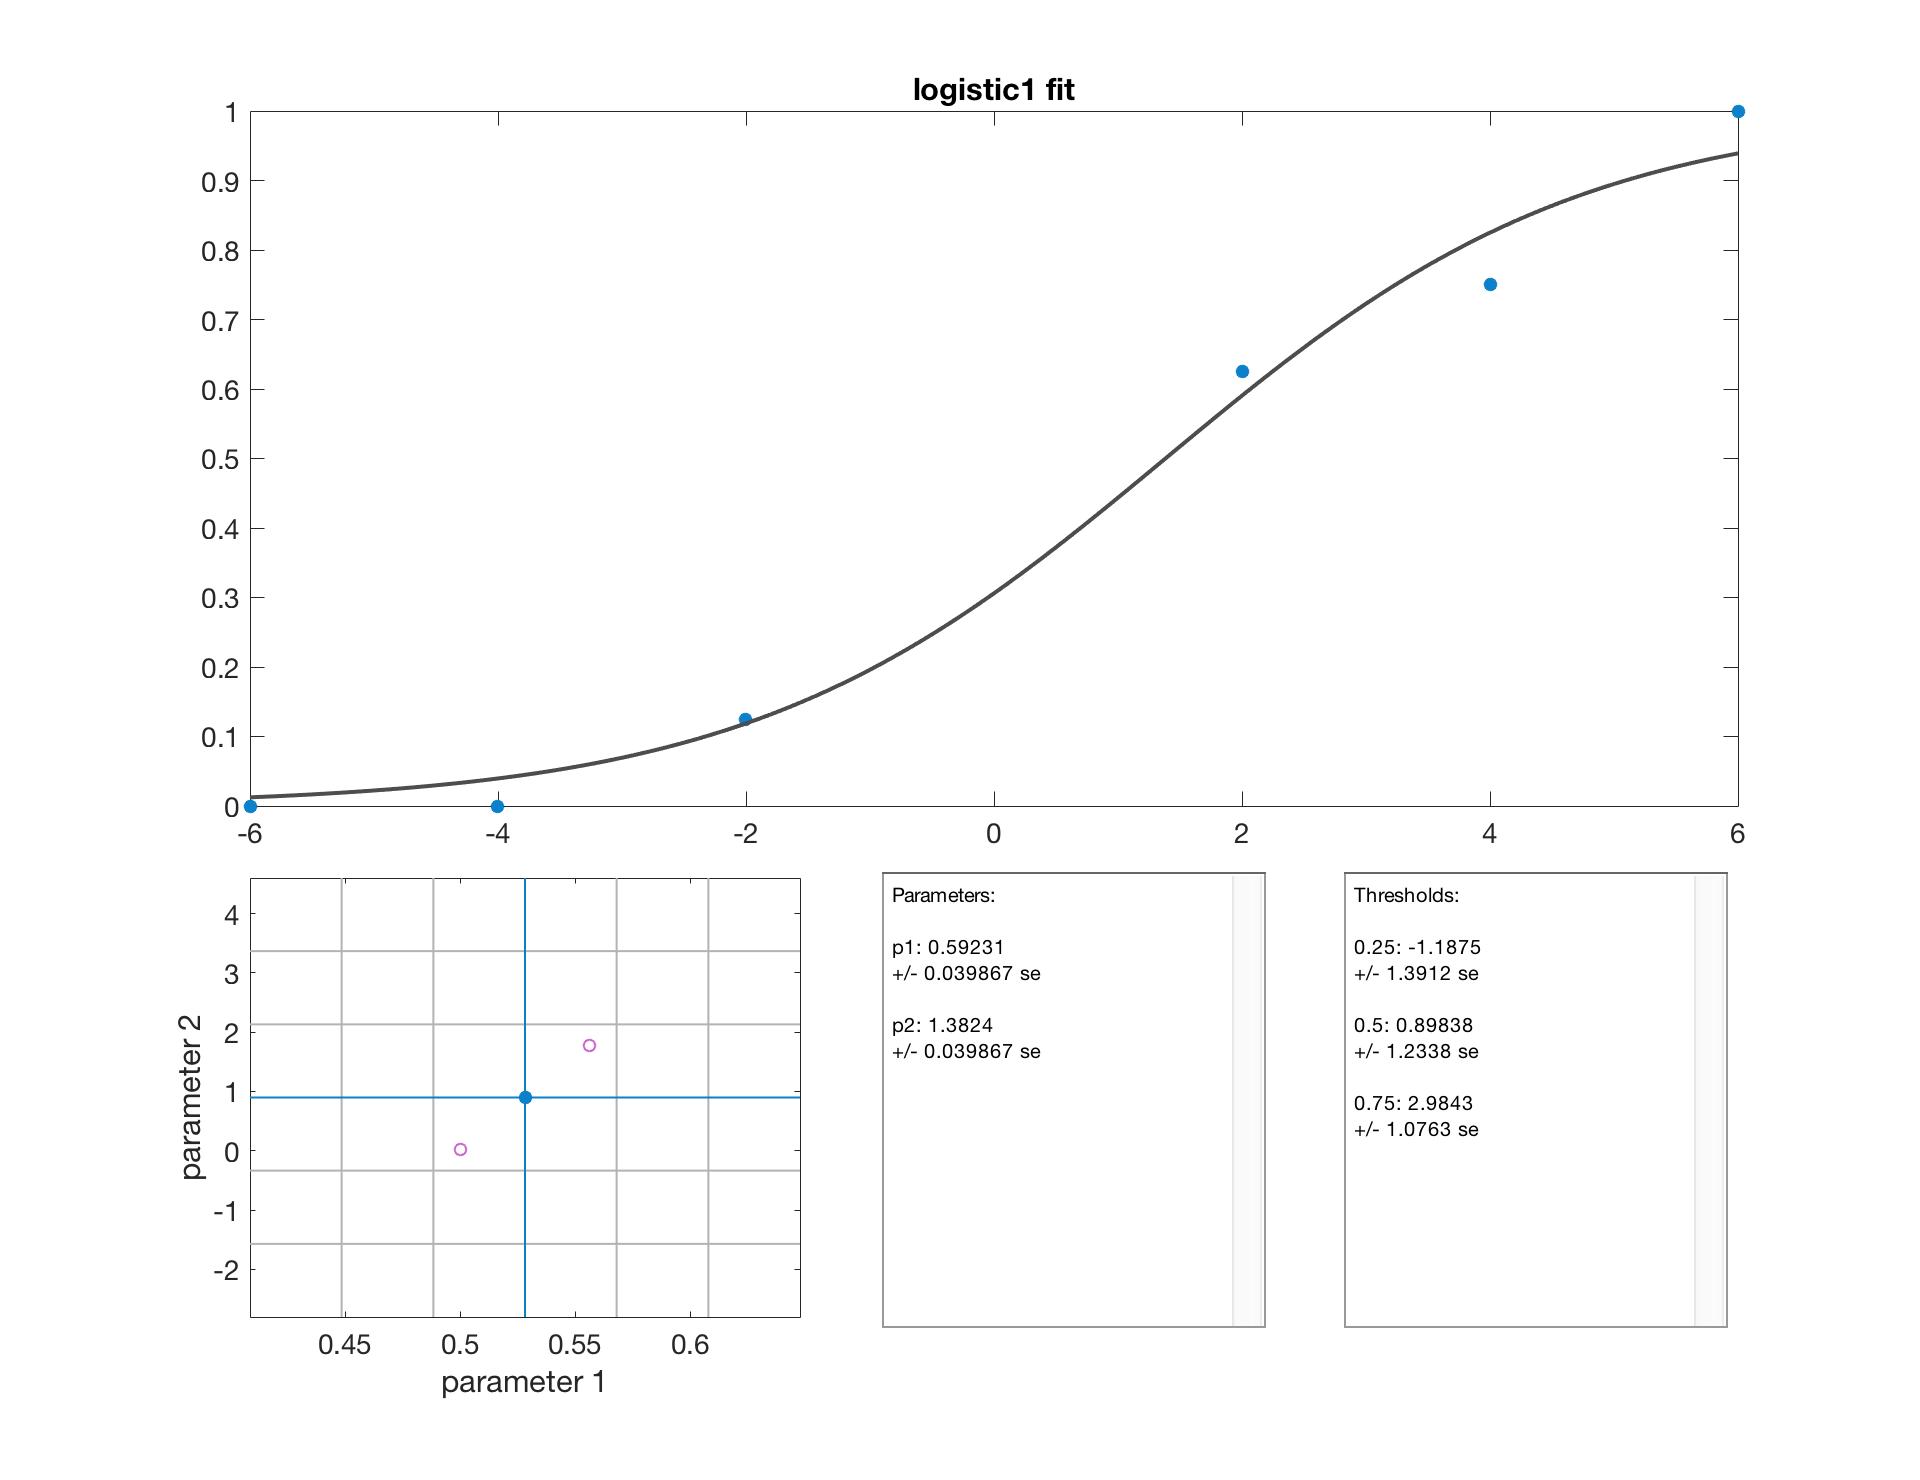 logistic1 fit
1
0.9
0.8
0.7
0.6
0.5
0.4
0.3
0.2
0.1
0
-6 -4 -2 0 2 4 6
4
3
2
1
0
-1
-2
parameter 2
0.45 0.5 0.55 0.6
parameter 1
Parameters:
p1: 0.59231
+/- 0.039867 se
p2: 1.3824
+/- 0.039867 se
Thresholds:
0.25: -1.1875
+/- 1.3912 se
0.5: 0.89838
+/- 1.2338 se
0.75: 2.9843
+/- 1.0763 se